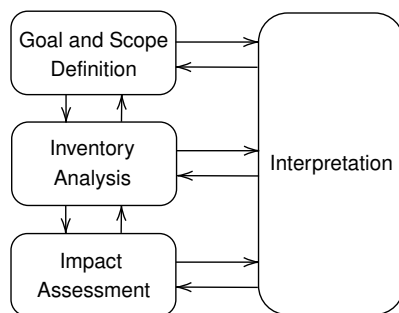 Goal and Scope
Definition
Inventory
Analysis
Interpretation
Impact
Assessment